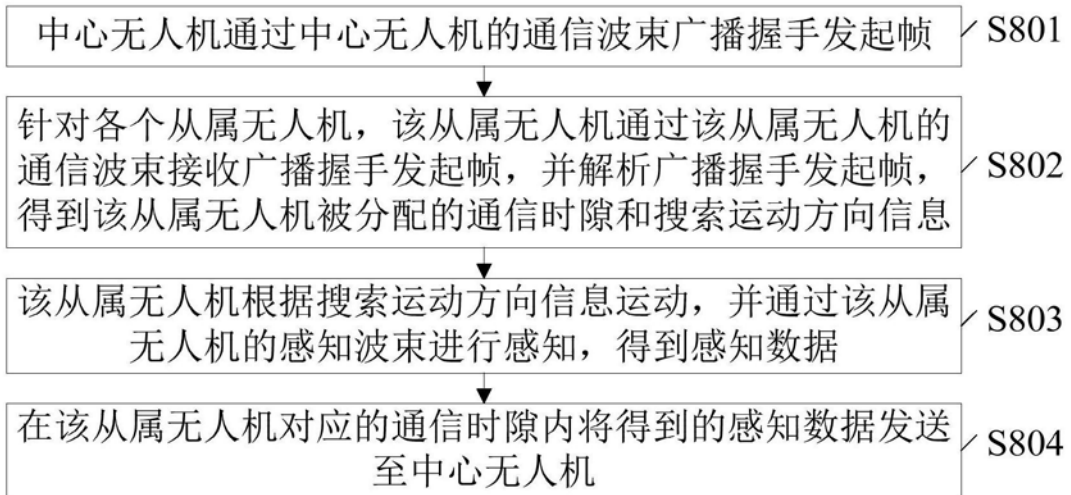 中心无人机通过中心无人机的通信波束广播握手发起帧
S801
针对各个从属无人机，该从属无人机通过该从属无人机的
通信波束接收广播握手发起帧，并解析广播握手发起帧，
得到该从属无人机被分配的通信时隙和搜索运动方向信息
S802
该从属无人机根据搜索运动方向信息运动，并通过该从属
无人机的感知波束进行感知，得到感知数据
S803
在该从属无人机对应的通信时隙内将得到的感知数据发送
至中心无人机
S804